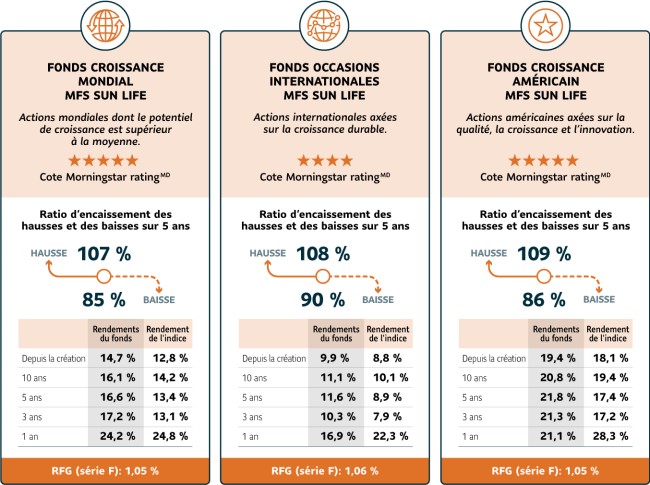 FONDS CROISSANCE
MONDIAL
MFS SUN LIFE
Actions mondiales dont le potentiel
de croissance est supérieur
à la moyenne.
Cote Morningstar rating MD
Ratio d'encaissement des
hausses et des baisses sur 5 ans
HAUSSE 107 %
85 % BAISSE
Rendements du fonds Rendement de l'indice
Depuis la création 14,7 % 12,8 %
10 ans 16,1 % 14,2 %
5 ans 16,6 % 13,4 %
3 ans 17,2 % 13,1 %
1 an 24,2 % 24,8 %
RFG (série F): 1,05 %
FONDS OCCASIONS
INTERNATIONALES
MFS SUN LIFE
Actions internationales axées
sur la croissance durable.
Cote Morningstar rating MD
Ratio d'encaissement des
hausses et des baisses sur 5 ans
HAUSSE 108 %
90 % BAISSE
Rendements du fonds Rendement de l'indice
Depuis la création 9,9 % 8,8 %
10 ans 11,1 % 10,1 %
5 ans 11,6 % 8,9 %
3 ans 10,3 % 7,9 %
1 an 16,9 % 22,3 %
RFG (série F): 1,06 %
FONDS CROISSANCE
AMÉRICAIN
MFS SUN LIFE
Actions américaines axées sur la
qualité, la croissance et l'innovation.
Cote Morningstar rating MD
Ratio d'encaissement des
hausses et des baisses sur 5 ans
HAUSSE 109 %
86 % BAISSE
Rendements du fonds Rendement de l'indice
Depuis la création 19,4 % 18,1 %
10 ans 20,8 % 19,4 %
5 ans 21,8 % 17,4 %
3 ans 21,3 % 17,2 %
1 an 21,1 % 28,3 %
RFG (série F): 1,05 %